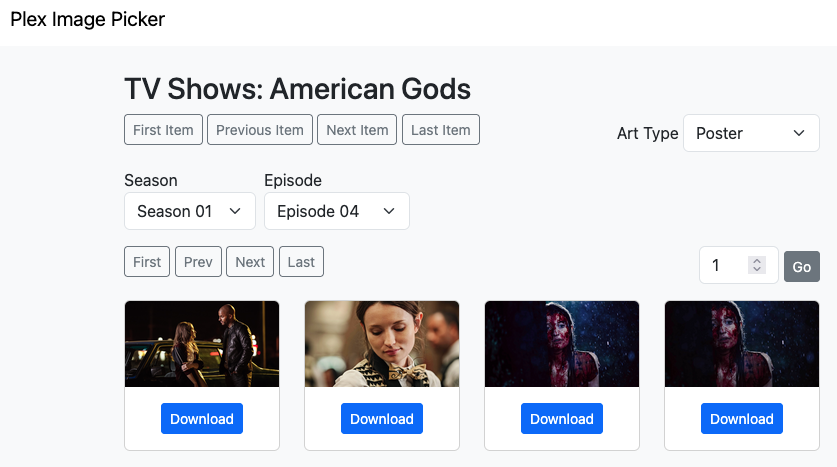 Plex Image Picker
TV Shows: American Gods
First Item Previous Item Next Item Last Item Art Type Poster
Season Episode
Season 01 Episode 04
First Prev Next Last 1 Go
Download Download Download Download